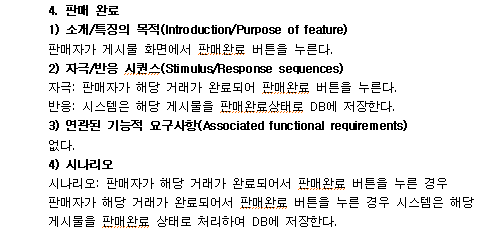 4. 판매 완료
1) 소개/특징의 목적(Introduction/Purpose of feature)
판매자가 게시물 화면에서 판매완료 버튼을 누른다.
2) 자극/반응 시퀀스(Stimulus/Response sequences)
자극: 판매자가 해당 거래가 완료되어 판매완료 버튼을 누른다.
반응: 시스템은 해당 게시물을 판매완료상태로 DB에 저장한다.
3) 연관된 기능적 요구사항(Associated functional requirements)
없다.
4) 시나리오
시나리오: 판매자가 해당 거래가 완료되어서 판매완료 버튼을 누른 경우
판매자가 해당 거래가 완료되어서 판매완료 버튼을 누른 경우 시스템은 해당
게시물을 판매완료 상태로 처리하여 DB에 저장한다.